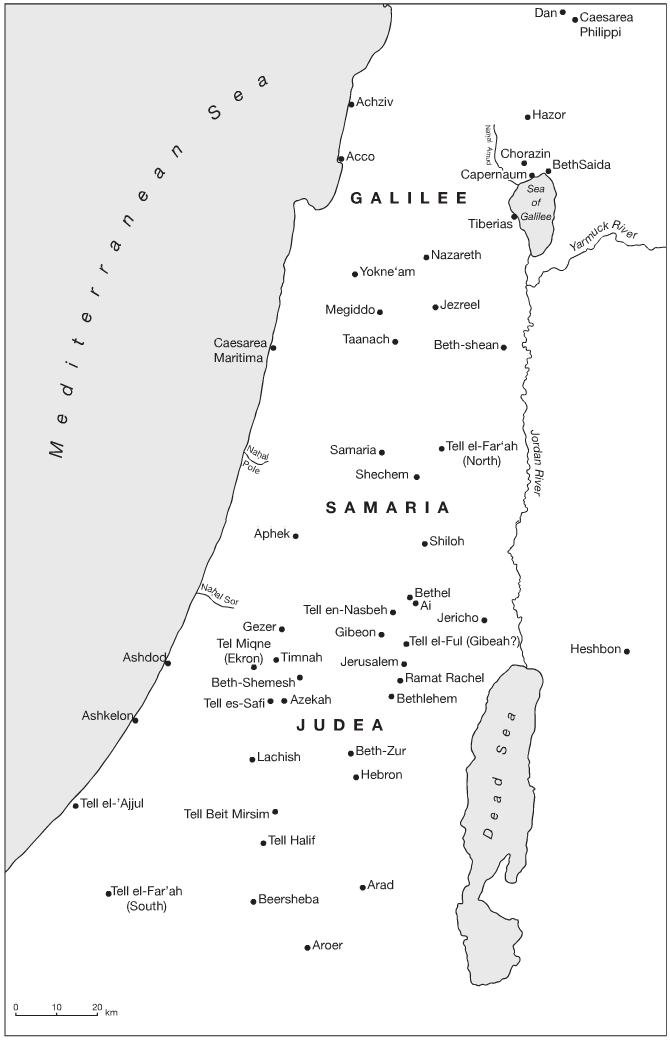 Dan
Caesarea
Philippi
Mediterranean Sea
Achziv
Hazor
Nahal Amud
Acco
Chorazin
BethSaida
Capernaum
GALILEE
Sea
of
Galilee
Tiberias
Yarmuck River
Nazareth
Yokne‘am
Megiddo
Jezreel
Taanach
Caesarea
Maritima
Beth-shean
Jordan River
Samaria
Tell el-Far‘ah
(North)
Nahal
Pole
Shechem
SAMARIA
Aphek
Shiloh
Nahal Sor
Bethel
Ai
Tell en-Nasbeh
Jericho
Gezer
Gibeon
Tell el-Ful (Gibeah?)
Tel Miqne
(Ekron)
Timnah
Heshbon
Ashdod
Jerusalem
Beth-Shemesh
Ramat Rachel
Tell es-Safi
Azekah
Bethlehem
Ashkelon
JUDEA
Dead Sea
Lachish
Beth-Zur
Hebron
Tell el-’Ajjul
Tell Beit Mirsim
Tell Halif
Tell el-Far’ah
(South)
Arad
Beersheba
Aroer
0 10 20 km